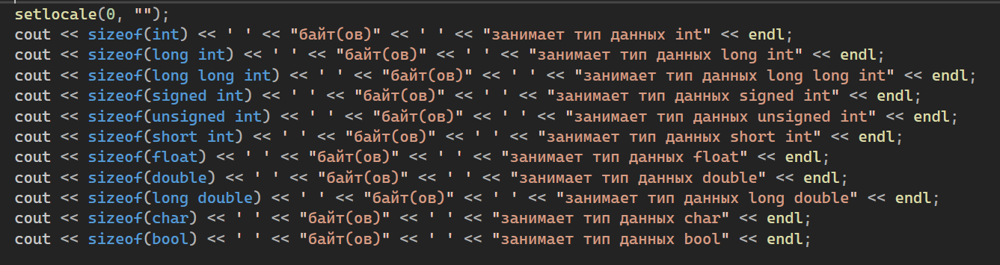 setlocale(0, "");
cout << sizeof(int) << ' ' << "байт(ов)" << ' ' << "занимает тип данных int" << endl;
cout << sizeof(long int) << ' ' << "байт(ов)" << ' ' << "занимает тип данных long int" << endl;
cout << sizeof(long long int) << ' ' << "байт(ов)" << ' ' << "занимает тип данных long long int" << endl;
cout << sizeof(signed int) << ' ' << "байт(ов)" << ' ' << "занимает тип данных signed int" << endl;
cout << sizeof(unsigned int) << ' ' << "байт(ов)" << ' ' << "занимает тип данных unsigned int" << endl;
cout << sizeof(short int) << ' ' << "байт(ов)" << ' ' << "занимает тип данных short int" << endl;
cout << sizeof(float) << ' ' << "байт(ов)" << ' ' << "занимает тип данных float" << endl;
cout << sizeof(double) << ' ' << "байт(ов)" << ' ' << "занимает тип данных double" << endl;
cout << sizeof(long double) << ' ' << "байт(ов)" << ' ' << "занимает тип данных long double" << endl;
cout << sizeof(char) << ' ' << "байт(ов)" << ' ' << "занимает тип данных char" << endl;
cout << sizeof(bool) << ' ' << "байт(ов)" << ' ' << "занимает тип данных bool" << endl;